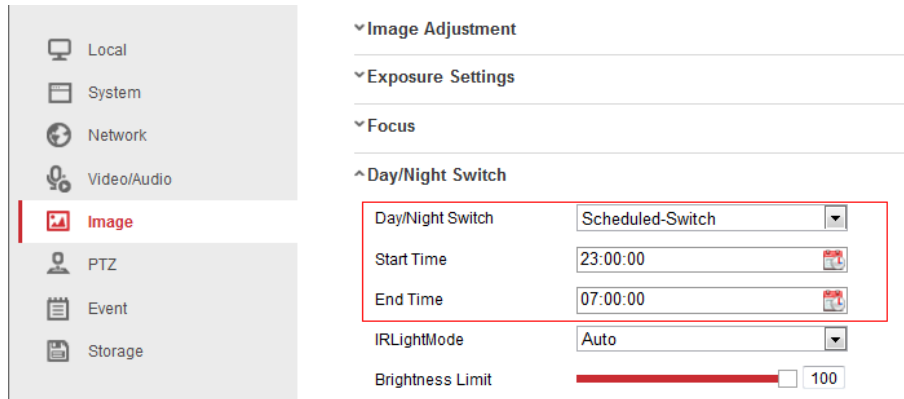 Local
System
Network
Video/Audio
Image
PTZ
Event
Storage
Image Adjustment
Exposure Settings
Focus
Day/Night Switch
Day/Night Switch Scheduled-Switch
Start Time 23:00:00
End Time 07:00:00
IRLightMode Auto
Brightness Limit 100